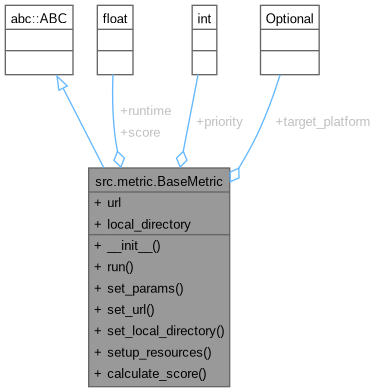 abc::ABC
float
int
Optional
+runtime
+score
+priority
+target_platform
src.metric.BaseMetric
+ url
+ local_directory
+ __init__()
+ run()
+ set_params()
+ set_url()
+ set_local_directory()
+ setup_resources()
+ calculate_score()